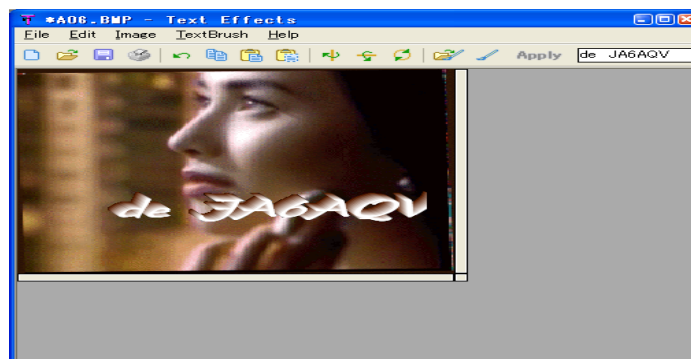 *A06.BMP - Text Effects
File Edit Image TextBrush Help
Apply de JA6AQV
de JA6AQV